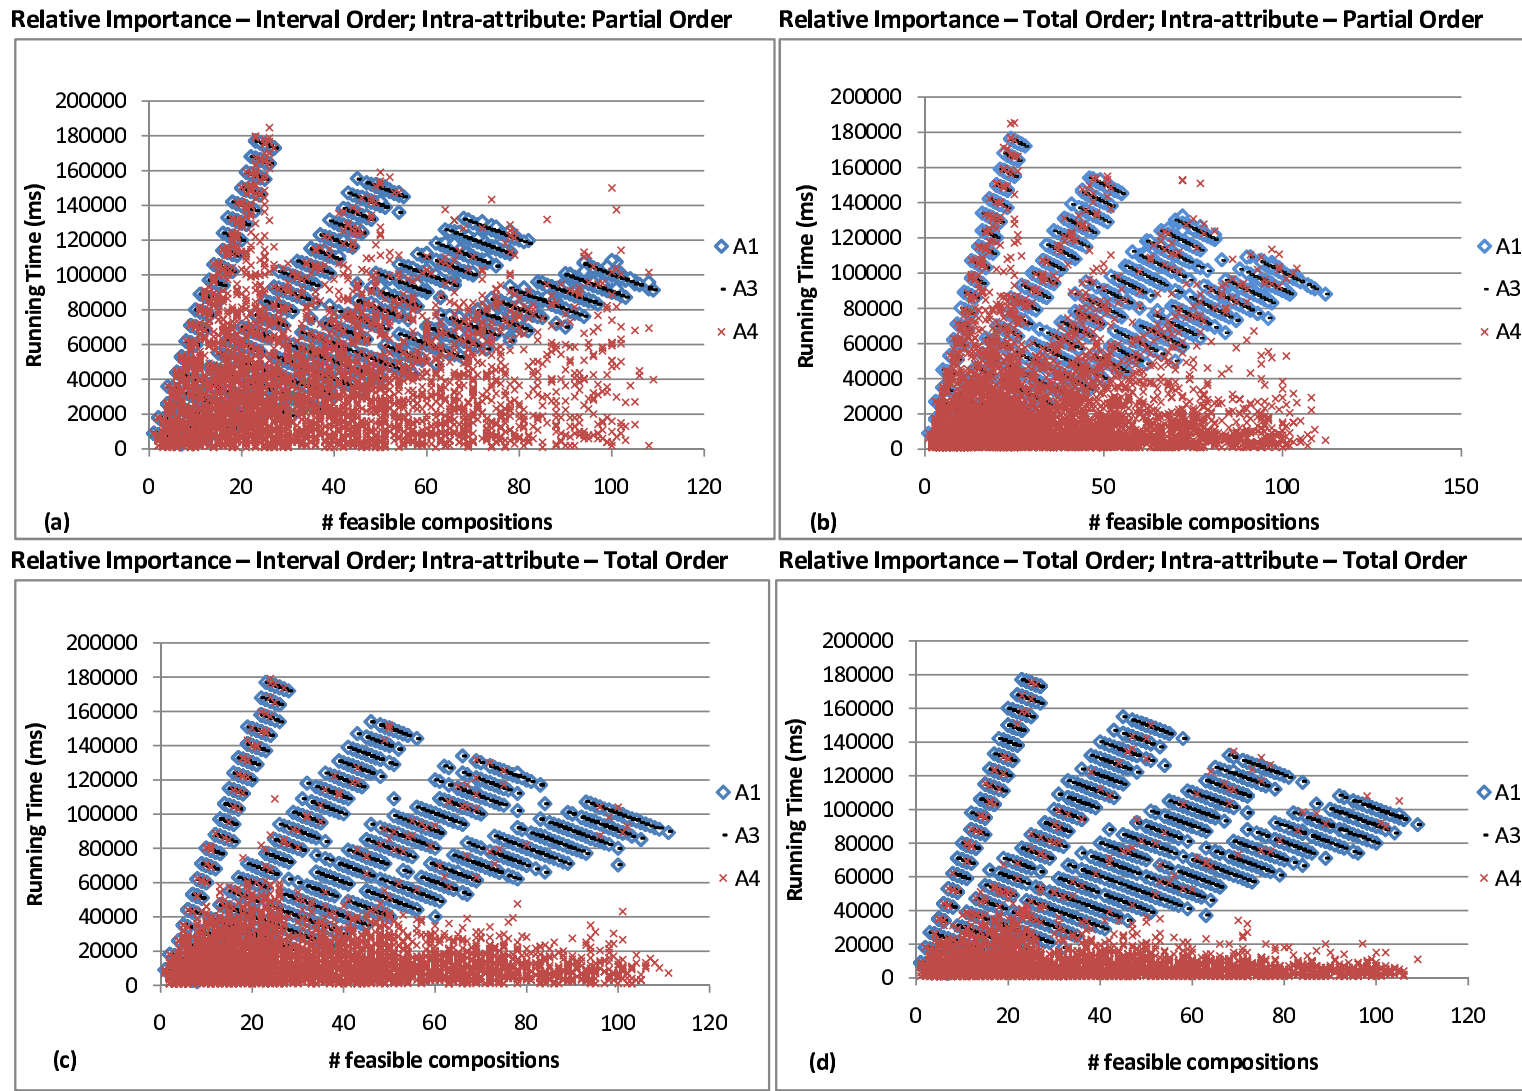 Relative Importance – Interval Order; Intra-attribute: Partial Order
200000
180000
160000
140000
120000
100000
80000
60000
40000
20000
0
Running Time (ms)
0 20 40 60 80 100 120
# feasible compositions
A1
A3
A4
(a)
Relative Importance – Total Order; Intra-attribute – Partial Order
200000
180000
160000
140000
120000
100000
80000
60000
40000
20000
0
Running Time (ms)
0 50 100 150
# feasible compositions
A1
A3
A4
(b)
Relative Importance – Interval Order; Intra-attribute – Total Order
200000
180000
160000
140000
120000
100000
80000
60000
40000
20000
0
Running Time (ms)
0 20 40 60 80 100 120
# feasible compositions
A1
A3
A4
(c)
Relative Importance – Total Order; Intra-attribute – Total Order
200000
180000
160000
140000
120000
100000
80000
60000
40000
20000
0
Running Time (ms)
0 20 40 60 80 100 120
# feasible compositions
A1
A3
A4
(d)